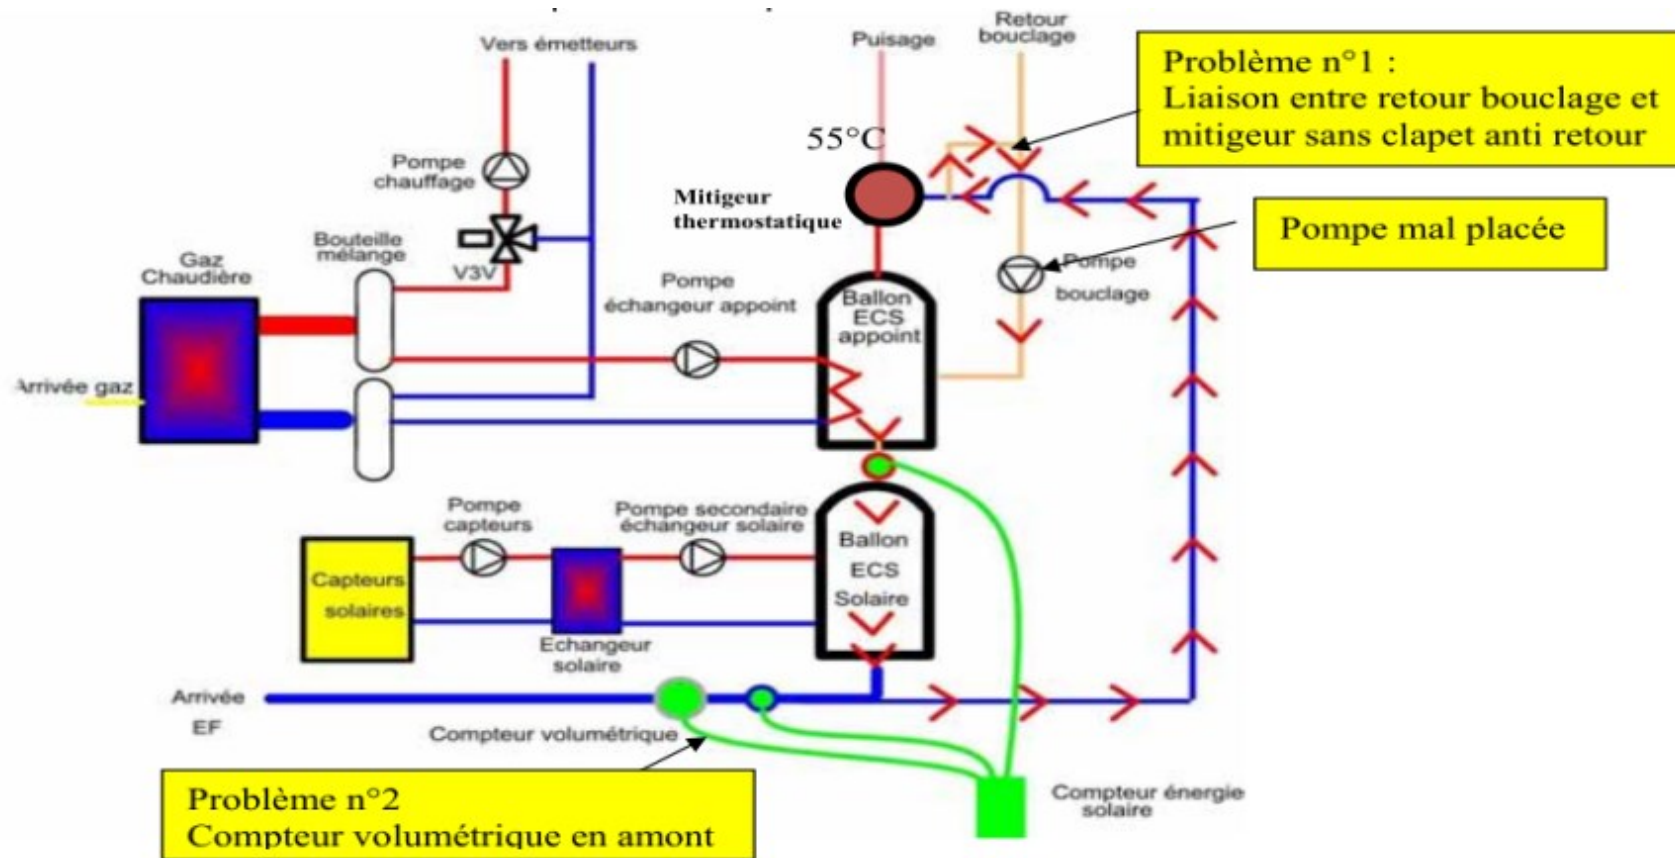 Vers émetteurs
Puisage
Retour
bouclage
Problème n°1 :
Liaison entre retour bouclage et
mitigeur sans clapet anti retour
55°C
Pompe
chauffage
Mitigeur
thermostatique
Pompe mal placée
Bouteille
mélange
Gaz
Chaudière
V3V
Pompe
échangeur appoint
Ballon
ECS
appoint
Pompe
bouclage
Arrivée gaz
Pompe
capteurs
Pompe secondaire
échangeur solaire
Ballon
ECS
Solaire
Capteurs
solaires
Echangeur
solaire
Arrivée
EF
Compteur volumétrique
Problème n°2
Compteur volumétrique en amont
Compteur énergie
solaire